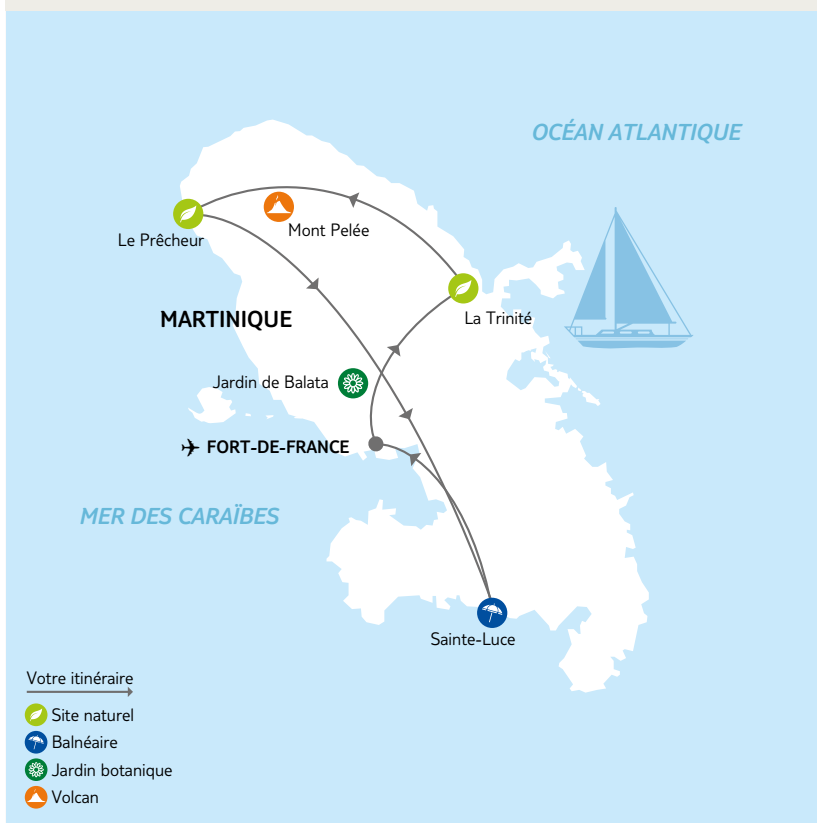 OCÉAN ATLANTIQUE
Mont Pelée
Le Prêcheur
MARTINIQUE
La Trinité
Jardin de Balata
FORT-DE-FRANCE
MER DES CARAÏBES
Sainte-Luce
Votre itinéraire
Site naturel
Balnéaire
Jardin botanique
Volcan